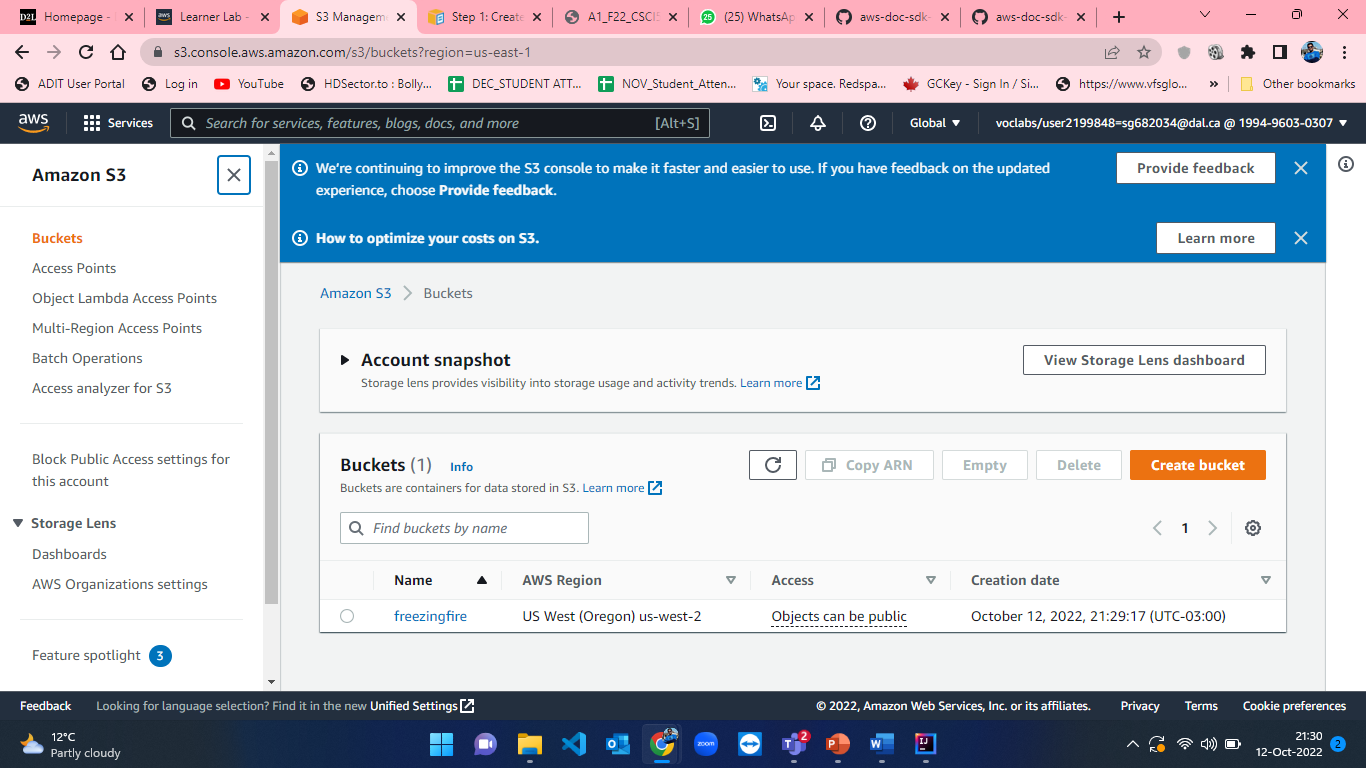 Homepage -
Learner Lab -
S3 Managem
Step 1: Create
A1_F22_CSCI5
(25) WhatsAp
aws-doc-sdk-
aws-doc-sdk-
s3.console.aws.amazon.com/s3/buckets?region=us-east-1
ADIT User Portal
Log in
YouTube
HDSector.to : Bolly...
DEC_STUDENT ATT...
NOV_Student_Atten...
Your space. Redspa...
GCKey - Sign In / Si...
https://www.vfsglo...
»
Other bookmarks
aws
Services
Search for services, features, blogs, docs, and more
[Alt+S]
Global
voclabs/user2199848=sg682034@dal.ca @ 1994-9603-0307
Amazon S3
Buckets
Access Points
Object Lambda Access Points
Multi-Region Access Points
Batch Operations
Access analyzer for S3
Block Public Access settings for
this account
Storage Lens
Dashboards
AWS Organizations settings
Feature spotlight 3
We're continuing to improve the S3 console to make it faster and easier to use. If you have feedback on the updated
experience, choose Provide feedback.
Provide feedback
How to optimize your costs on S3.
Learn more
Amazon S3
Buckets
Account snapshot
Storage lens provides visibility into storage usage and activity trends. Learn more
View Storage Lens dashboard
Buckets (1) Info
Buckets are containers for data stored in S3. Learn more
Copy ARN
Empty
Delete
Create bucket
Find buckets by name
1
Name
AWS Region
Access
Creation date
freezingfire
US West (Oregon) us-west-2
Objects can be public
October 12, 2022, 21:29:17 (UTC-03:00)
Feedback
Looking for language selection? Find it in the new Unified Settings
© 2022, Amazon Web Services, Inc. or its affiliates.
Privacy
Terms
Cookie preferences
12°C
Partly cloudy
zoom
2
21:30
12-Oct-2022
2